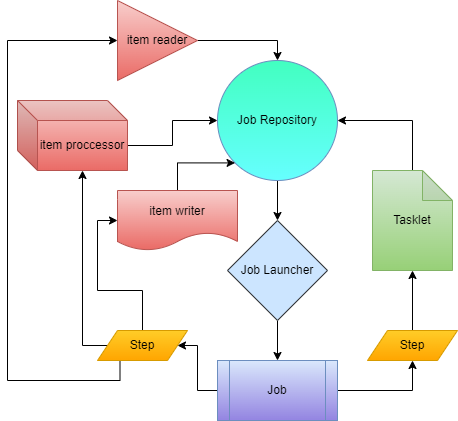 item reader
Job Repository
item proccessor
item writer
Tasklet
Job Launcher
Step
Step
Job